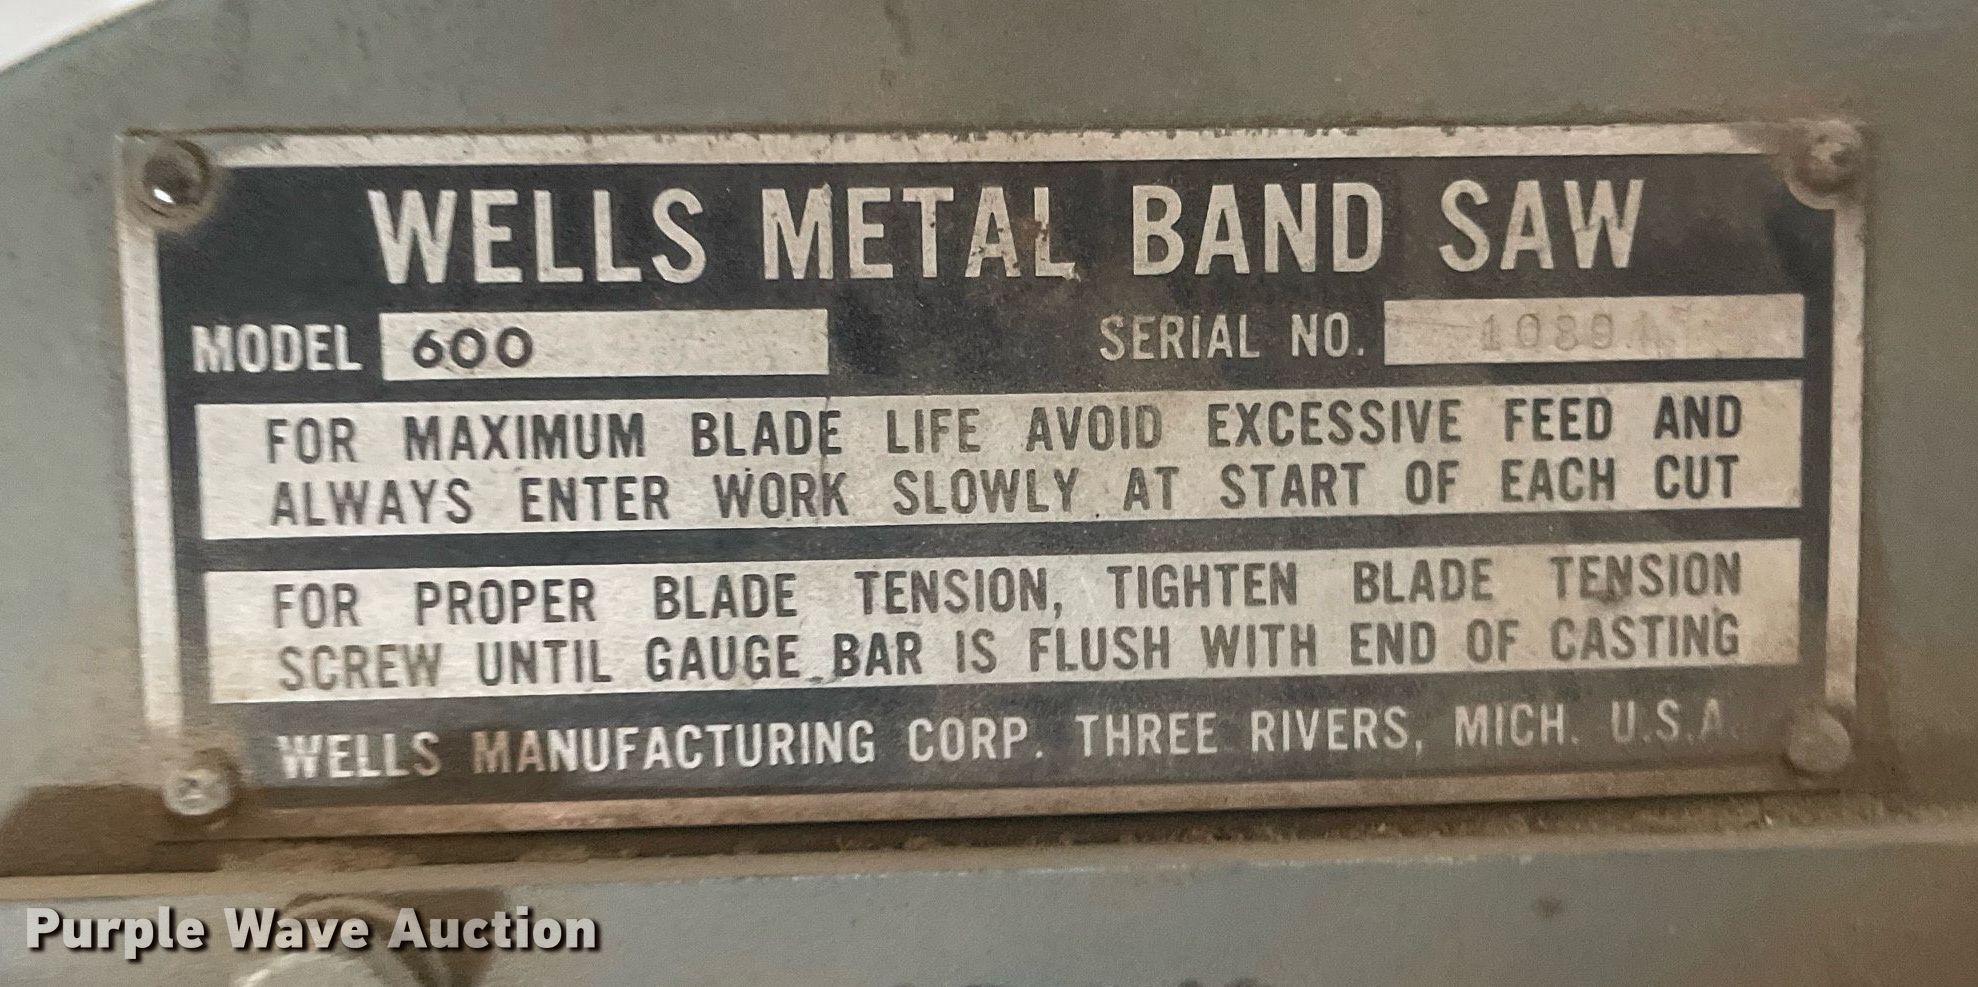 WELLS METAL BAND SAW
MODEL 600 SERIAL NO.
FOR MAXIMUM BLADE LIFE AVOID EXCESSIVE FEED AND
ALWAYS ENTER WORK SLOWLY AT START OF EACH CUT
FOR PROPER BLADE TENSION, TIGHTEN BLADE TENSION
SCREW UNTIL GAUGE BAR IS FLUSH WITH END OF CASTING
WELLS MANUFACTURING CORP. THREE RIVERS, MICH. U.S.A.
Purple Wave Auction